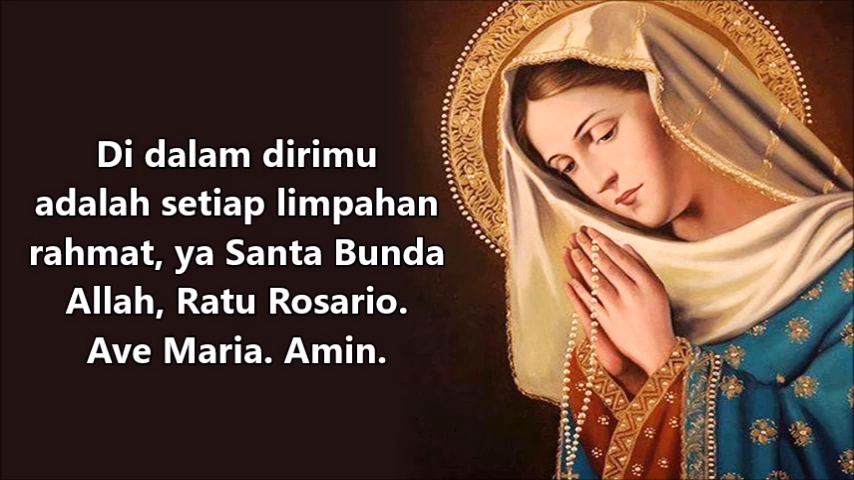 Di dalam dirimu
adalah setiap limpahan
rahmat, ya Santa Bunda
Allah, Ratu Rosario.
Ave Maria. Amin.